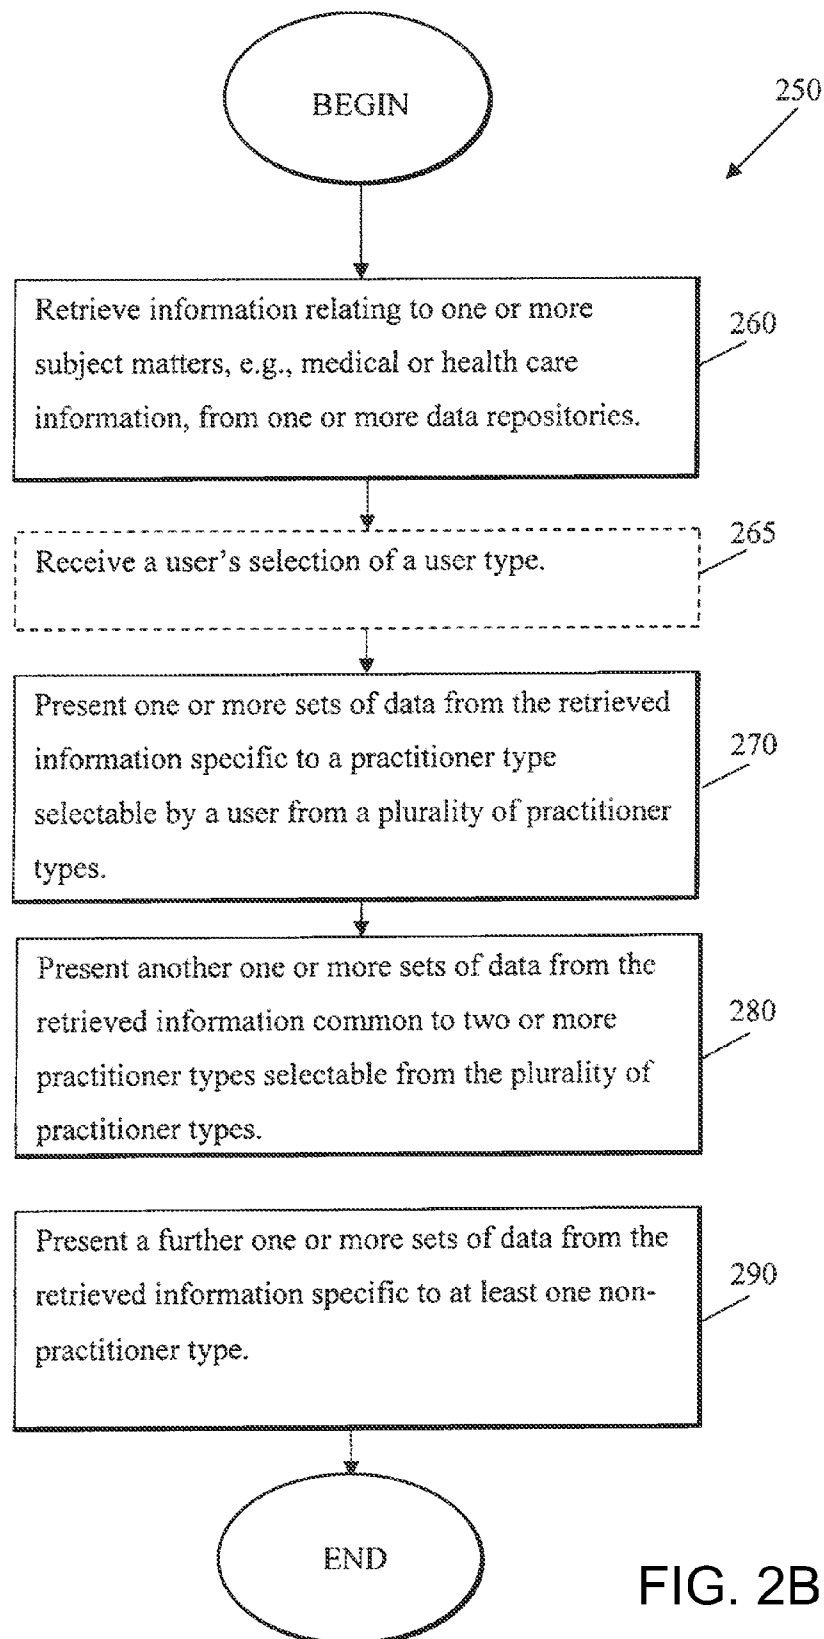 BEGIN
250
Retrieve information relating to one or more
subject matters, e.g., medical or health care
information, from one or more data repositories.
260
Receive a user's selection of a user type.
265
Present one or more sets of data from the retrieved
information specific to a practitioner type
selectable by a user from a plurality of practitioner
types.
270
Present another one or more sets of data from the
retrieved information common to two or more
practitioner types selectable from the plurality of
practitioner types.
280
Present a further one or more sets of data from the
retrieved information specific to at least one non-
practitioner type.
290
END
FIG. 2B